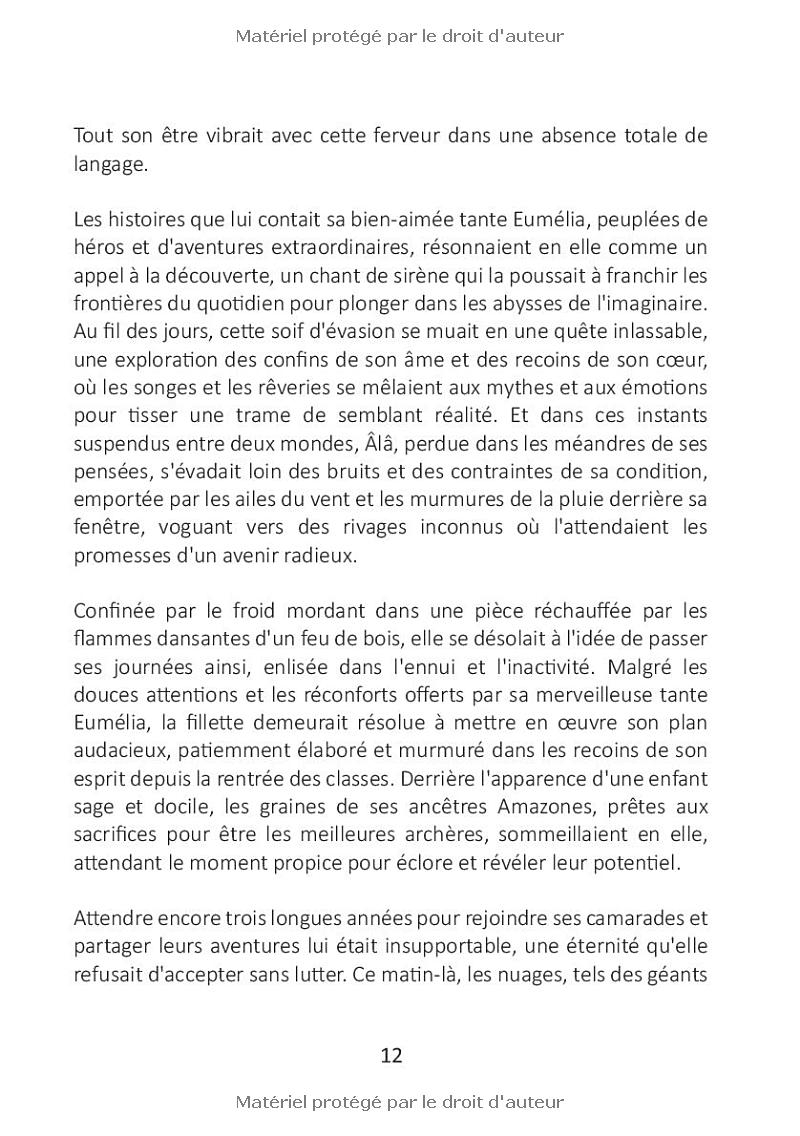 Matériel protégé par le droit d'auteur
Tout son être vibrait avec cette ferveur dans une absence totale de
langage.
Les histoires que lui contait sa bien-aimée tante Eumélia, peuplées de
héros et d'aventures extraordinaires, résonnaient en elle comme un
appel à la découverte, un chant de sirène qui la poussait à franchir les
frontières du quotidien pour plonger dans les abysses de l'imaginaire.
Au fil des jours, cette soif d'évasion se muait en une quête inlassable,
une exploration des confins de son âme et des recoins de son cœur,
où les songes et les rêveries se mêlaient aux mythes et aux émotions
pour tisser une trame de semblant réalité. Et dans ces instants
suspendus entre deux mondes, Âlâ, perdue dans les méandres de ses
pensées, s'évadait loin des bruits et des contraintes de sa condition,
emportée par les ailes du vent et les murmures de la pluie derrière sa
fenêtre, voguant vers des rivages inconnus où l'attendaient les
promesses d'un avenir radieux.
Confinée par le froid mordant dans une pièce réchauffée par les
flammes dansantes d'un feu de bois, elle se désolait à l'idée de passer
ses journées ainsi, enlisée dans l'ennui et l'inactivité. Malgré les
douces attentions et les réconforts offerts par sa merveilleuse tante
Eumélia, la fillette demeurait résolue à mettre en œuvre son plan
audacieux, patiemment élaboré et murmuré dans les recoins de son
esprit depuis la rentrée des classes. Derrière l'apparence d'une enfant
sage et docile, les graines de ses ancêtres Amazones, prêtes aux
sacrifices pour être les meilleures archères, sommeillaient en elle,
attendant le moment propice pour éclore et révéler leur potentiel.
Attendre encore trois longues années pour rejoindre ses camarades et
partager leurs aventures lui était insupportable, une éternité qu'elle
refusait d'accepter sans lutter. Ce matin-là, les nuages, tels des géants
12
Matériel protégé par le droit d'auteur